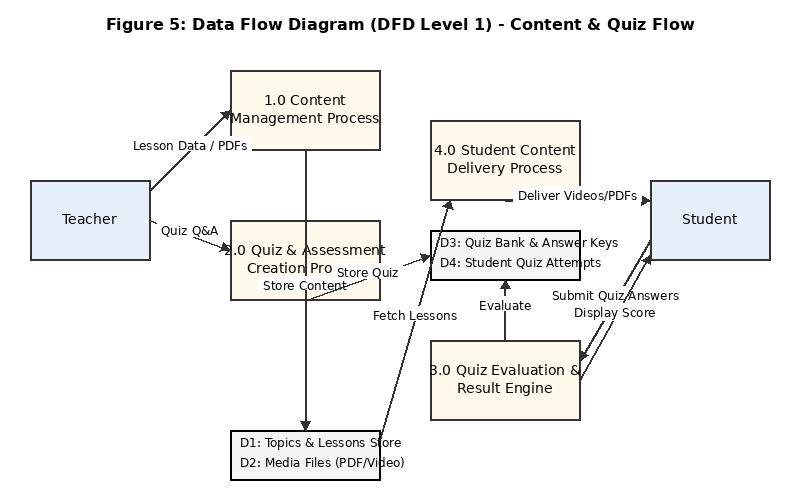 Figure 5: Data Flow Diagram (DFD Level 1) - Content & Quiz Flow
1.0 Content
Management Process
Lesson Data / PDFs
4.0 Student Content
Delivery Process
Deliver Videos/PDFs
Teacher
Student
Quiz Q&A
2.0 Quiz & Assessment
Creation Pro
Store Quiz
Store Content
D3: Quiz Bank & Answer Keys
D4: Student Quiz Attempts
Fetch Lessons
Evaluate
Submit Quiz Answers
Display Score
3.0 Quiz Evaluation &
Result Engine
D1: Topics & Lessons Store
D2: Media Files (PDF/Video)